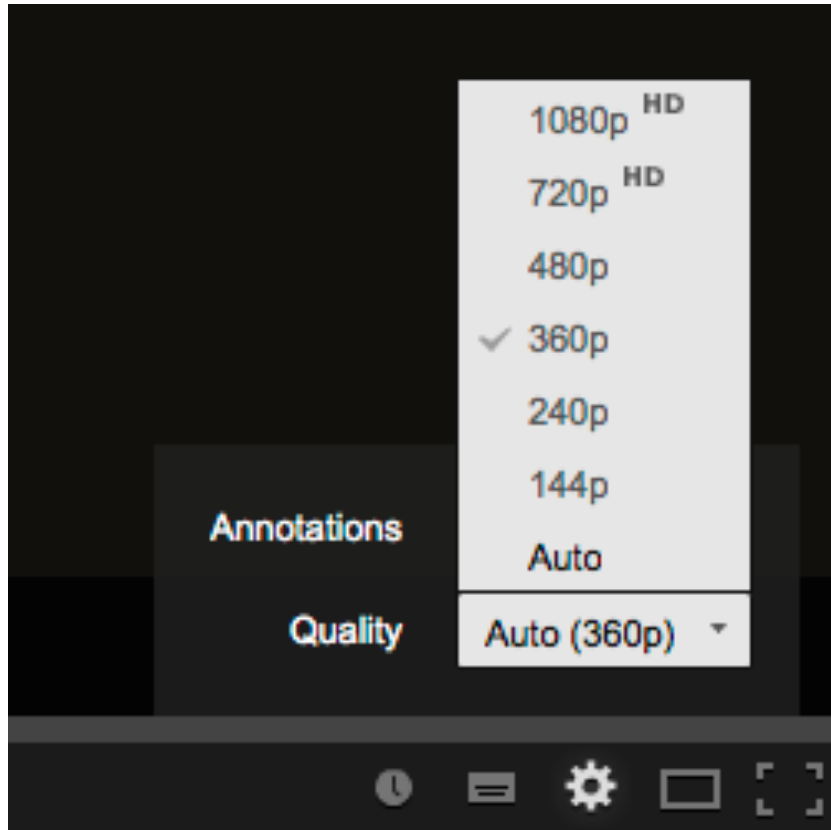 1080p HD
720p HD
480p
360p
240p
144p
Auto
Annotations
Quality
Auto (360p)